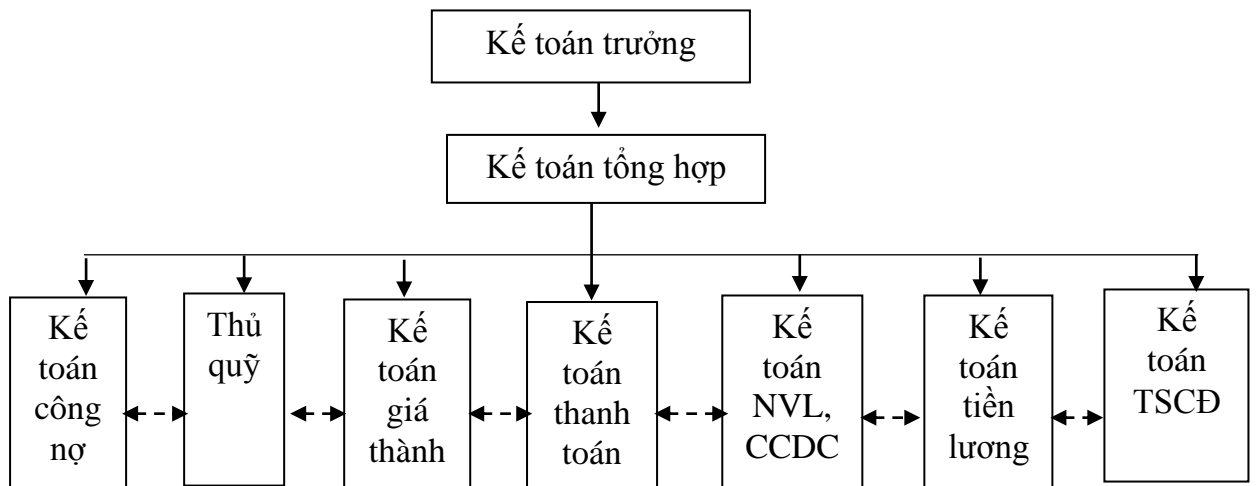 Kế toán trưởng
Kế toán tổng hợp
Kế
toán
công
nợ
Thủ
quỹ
Kế
toán
giá
thành
Kế
toán
thanh
toán
Kế
toán
NVL,
CCDC
Kế
toán
tiền
lương
Kế
toán
TSCĐ